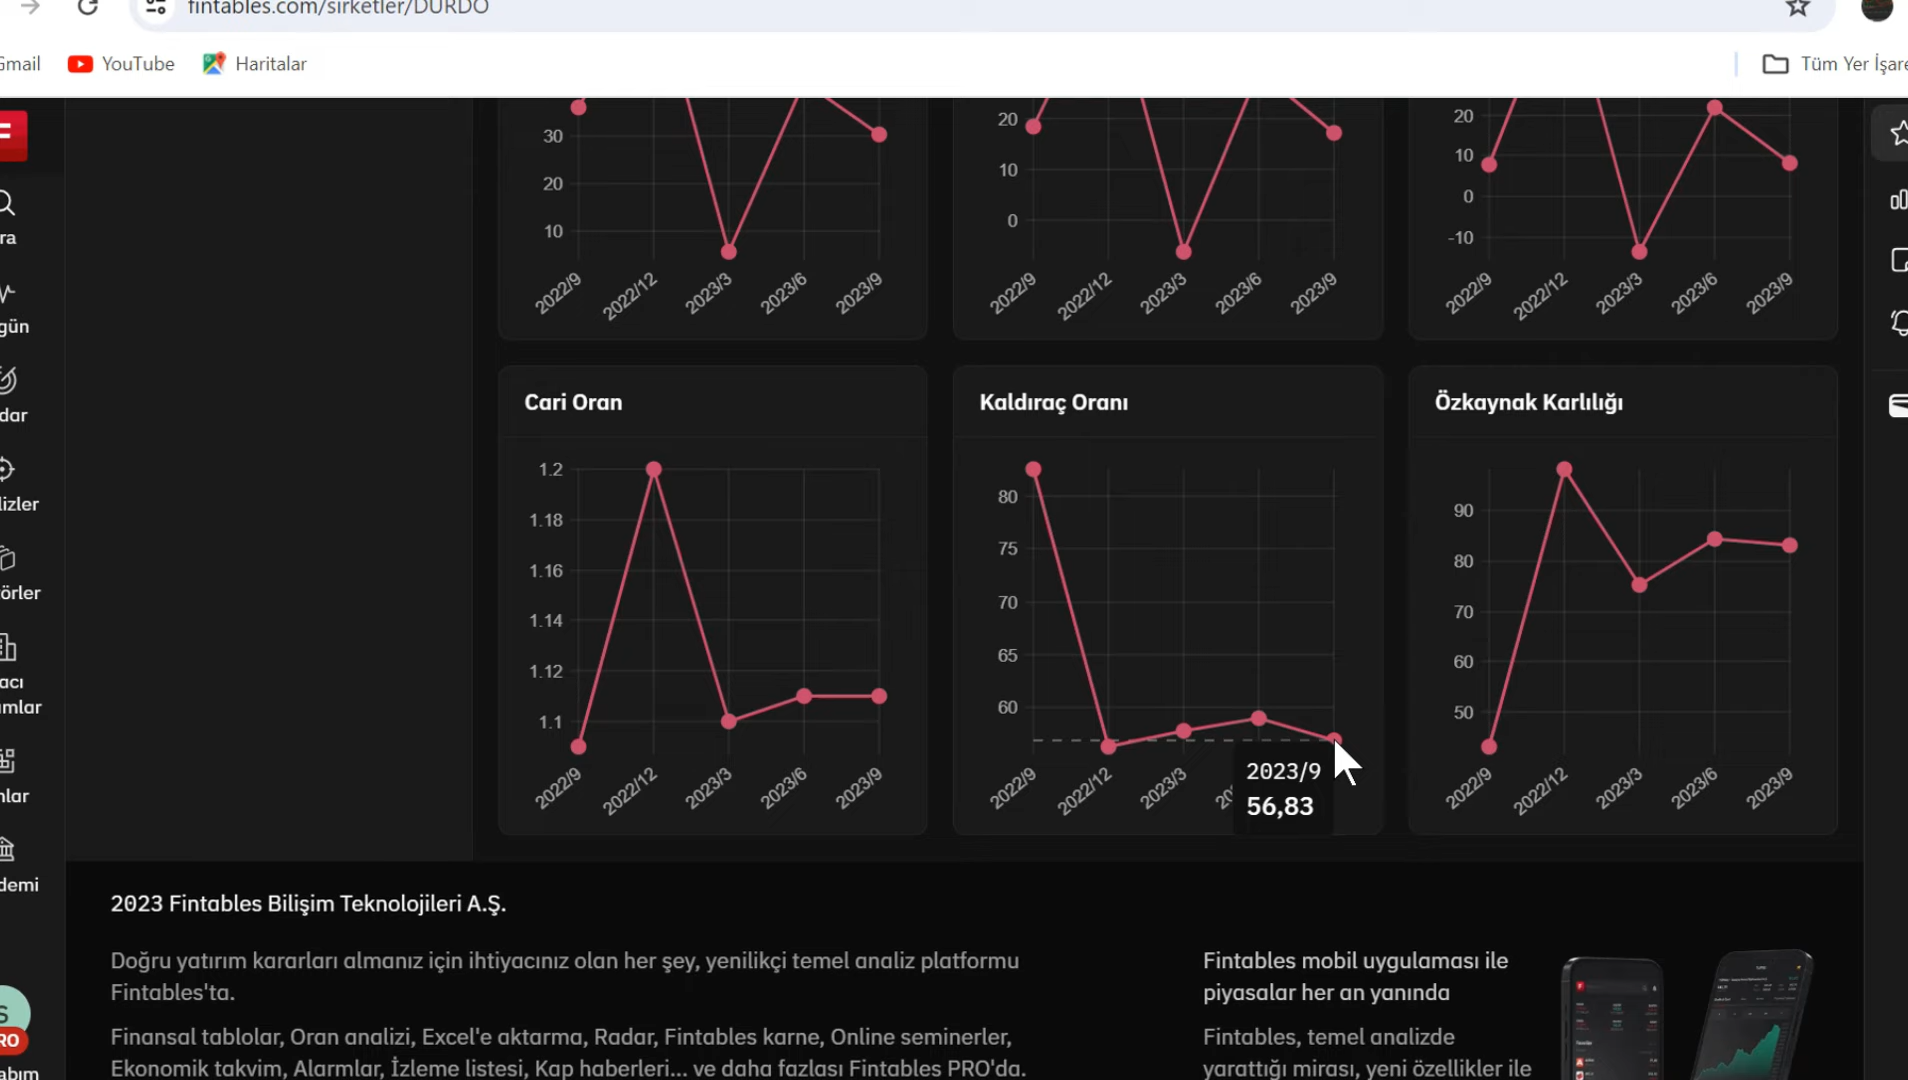 fintables.com/sirketler/DURDO
Gmail
YouTube
Haritalar
Tüm Yer İşare
ra
gün
dar
lizler
örler
acı
mlar
lar
demi
RO
abım
30
20
10
2022/9
2022/12
2023/3
2023/6
2023/9
20
10
0
2022/9
2022/12
2023/3
2023/6
2023/9
20
10
0
-10
2022/9
2022/12
2023/3
2023/6
2023/9
Cari Oran
1.2
1.18
1.16
1.14
1.12
1.1
2022/9
2022/12
2023/3
2023/6
2023/9
Kaldıraç Oranı
80
75
70
65
60
2022/9
2022/12
2023/3
2023/9
56,83
Özkaynak Karlılığı
90
80
70
60
50
2022/9
2022/12
2023/3
2023/6
2023/9
2023 Fintables Bilişim Teknolojileri A.Ş.
Doğru yatırım kararları almanız için ihtiyacınız olan her şey, yenilikçi temel analiz platformu
Fintables'ta.
Finansal tablolar, Oran analizi, Excel'e aktarma, Radar, Fintables karne, Online seminerler,
Ekonomik takvim, Alarmlar, İzleme listesi, Kap haberleri... ve daha fazlası Fintables PRO'da.
Fintables mobil uygulaması ile
piyasalar her an yanında
Fintables, temel analizde
yarattığı mirası, yeni özellikler ile